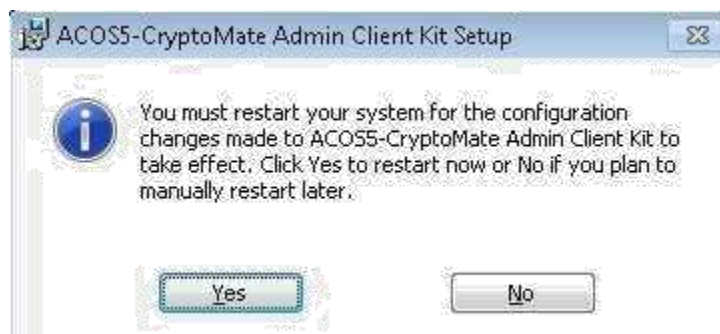 ACOS5-CryptoMate Admin Client Kit Setup
You must restart your system for the configuration
changes made to ACOS5-CryptoMate Admin Client Kit to
take effect. Click Yes to restart now or No if you plan to
manually restart later.
Yes
No